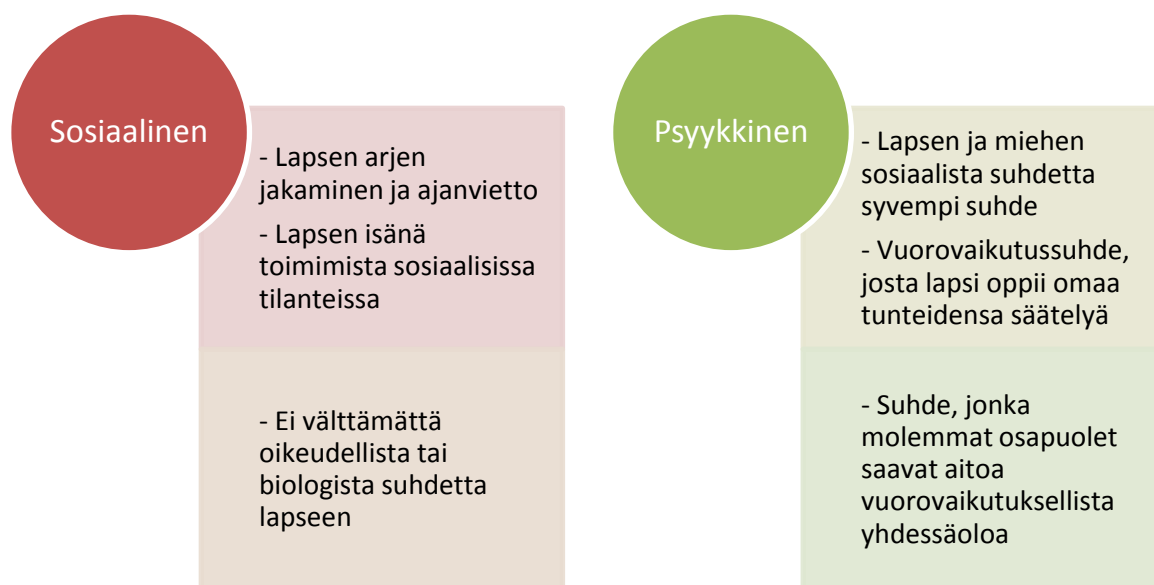 Sosiaalinen
- Lapsen arjen
jakaminen ja ajanvietto
- Lapsen isänä
toimimista sosiaalisissa
tilanteissa
- Ei välttämättä
oikeudellista tai
biologista suhdetta
lapseen
Psyykkinen
- Lapsen ja miehen
sosiaalista suhdetta
syvempi suhde
- Vuorovaikutussuhde,
josta lapsi oppii omaa
tunteidensa säätelyä
- Suhde, jonka
molemmat osapuolet
saavat aitoa
vuorovaikutuksellista
yhdessäoloa